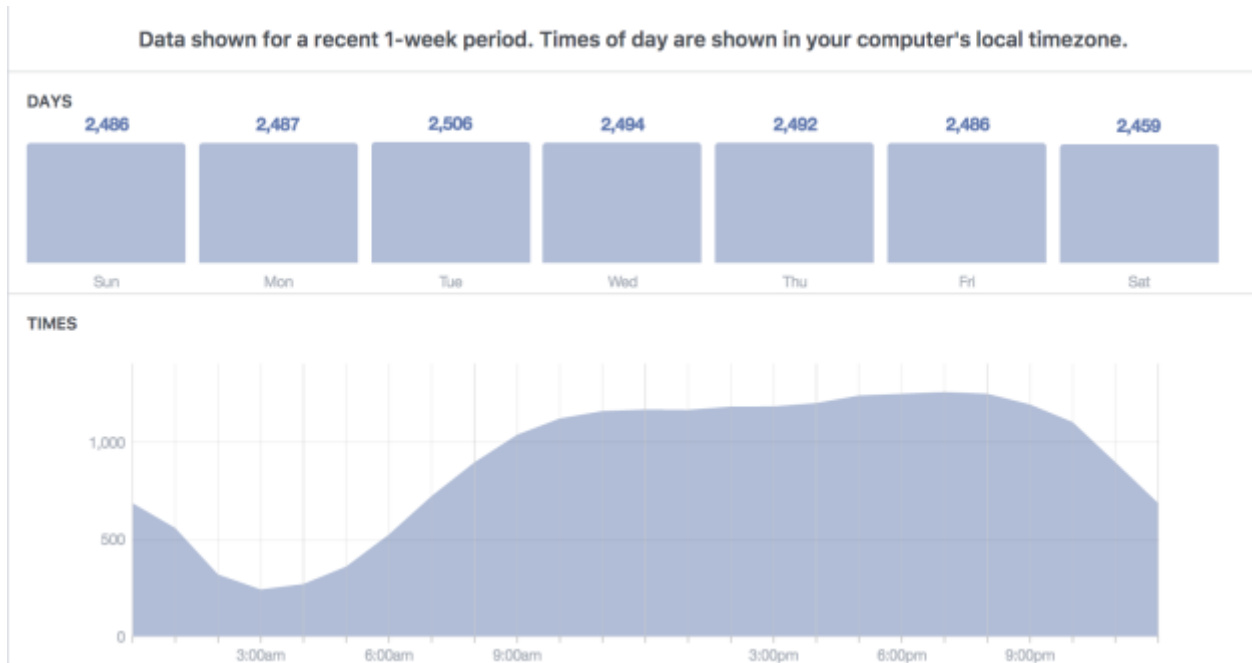 Data shown for a recent 1-week period. Times of day are shown in your computer's local timezone.
DAYS
2,486 2,487 2,506 2,494 2,492 2,486 2,459
Sun Mon Tue Wed Thu Fri Sat
TIMES
1,000
500
0
3:00am 6:00am 9:00am 3:00pm 6:00pm 9:00pm